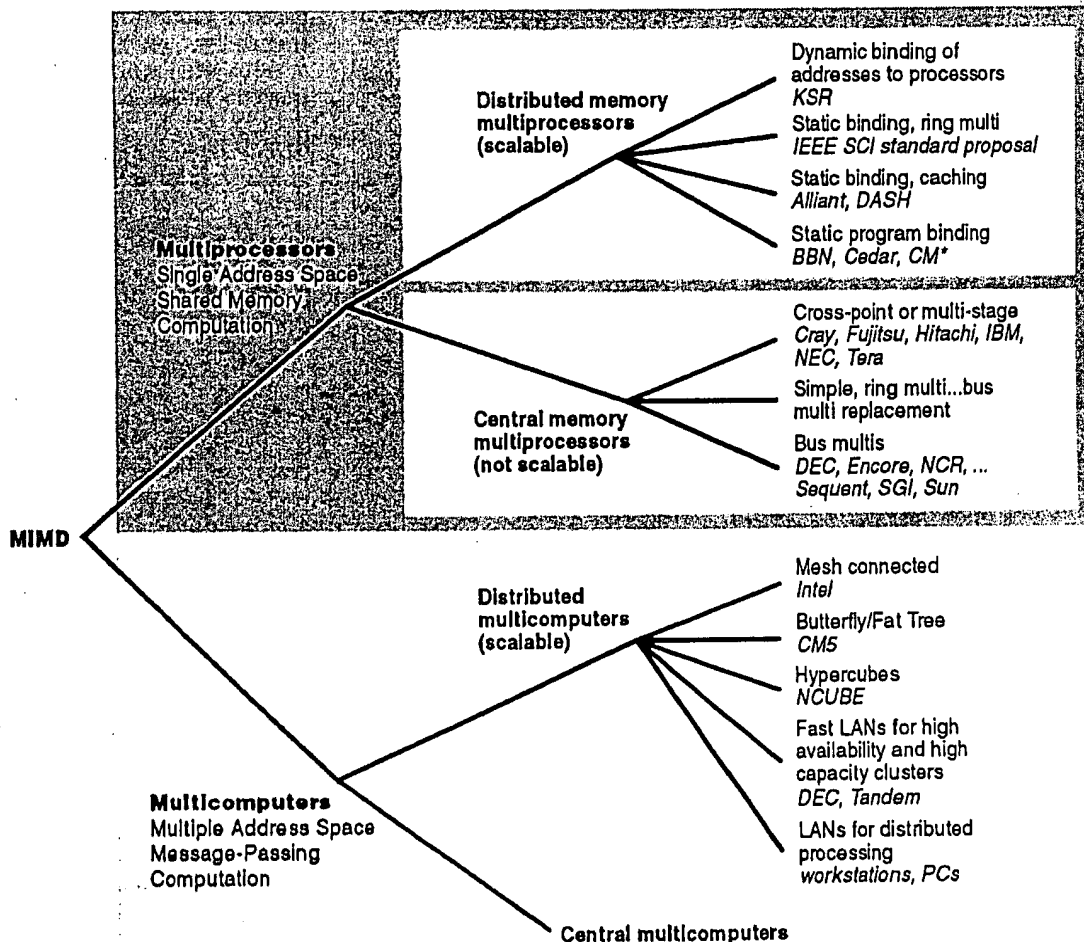 Dynamic binding of
addresses to processors
KSR
Distributed memory
multiprocessors
(scalable)
Static binding, ring multi
IEEE SCI standard proposal
Static binding, caching
Alliant, DASH
Static program binding
BBN, Cedar, CM*
Multiprocessors
Single Address Space
Shared Memory
Computation
Cross-point or multi-stage
Cray, Fujitsu, Hitachi, IBM,
NEC, Tera
Simple, ring multi...bus
multi replacement
Central memory
multiprocessors
(not scalable)
Bus multis
DEC, Encore, NCR, ...
Sequent, SGI, Sun
MIMD
Mesh connected
Intel
Distributed
multicomputers
(scalable)
Butterfly/Fat Tree
CM5
Hypercubes
NCUBE
Fast LANs for high
availability and high
capacity clusters
DEC, Tandem
Multicomputers
Multiple Address Space
Message-Passing
Computation
LANs for distributed
processing
workstations, PCs
Central multicomputers